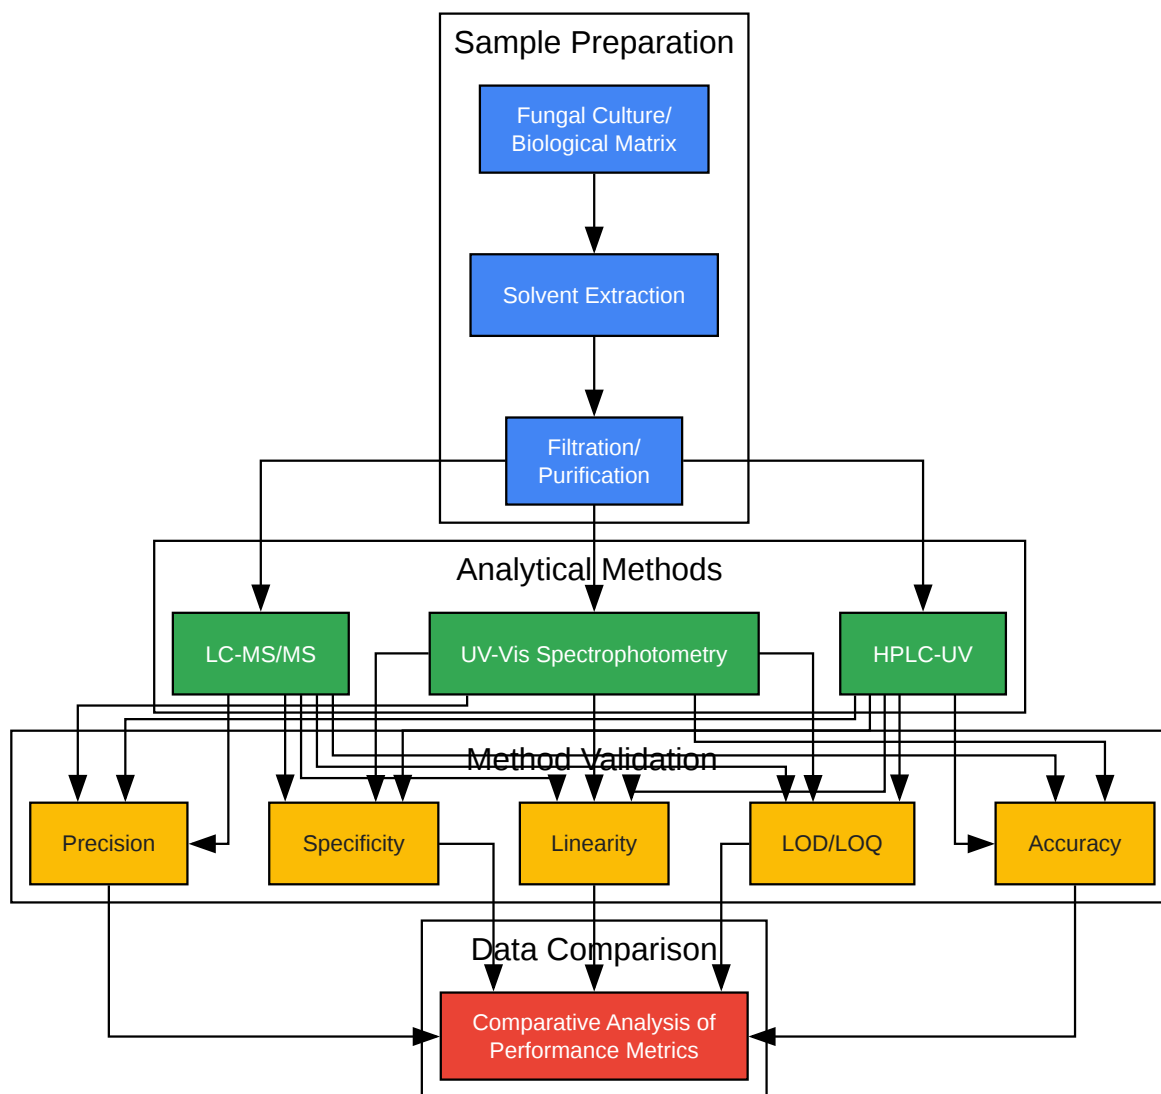 Sample Preparation
Fungal Culture/
Biological Matrix
Solvent Extraction
Filtration/
Purification
Analytical Methods
LC-MS/MS
UV-Vis Spectrophotometry
HPLC-UV
Method Validation
Precision
Specificity
Linearity
LOD/LOQ
Accuracy
Data Comparison
Comparative Analysis of
Performance Metrics